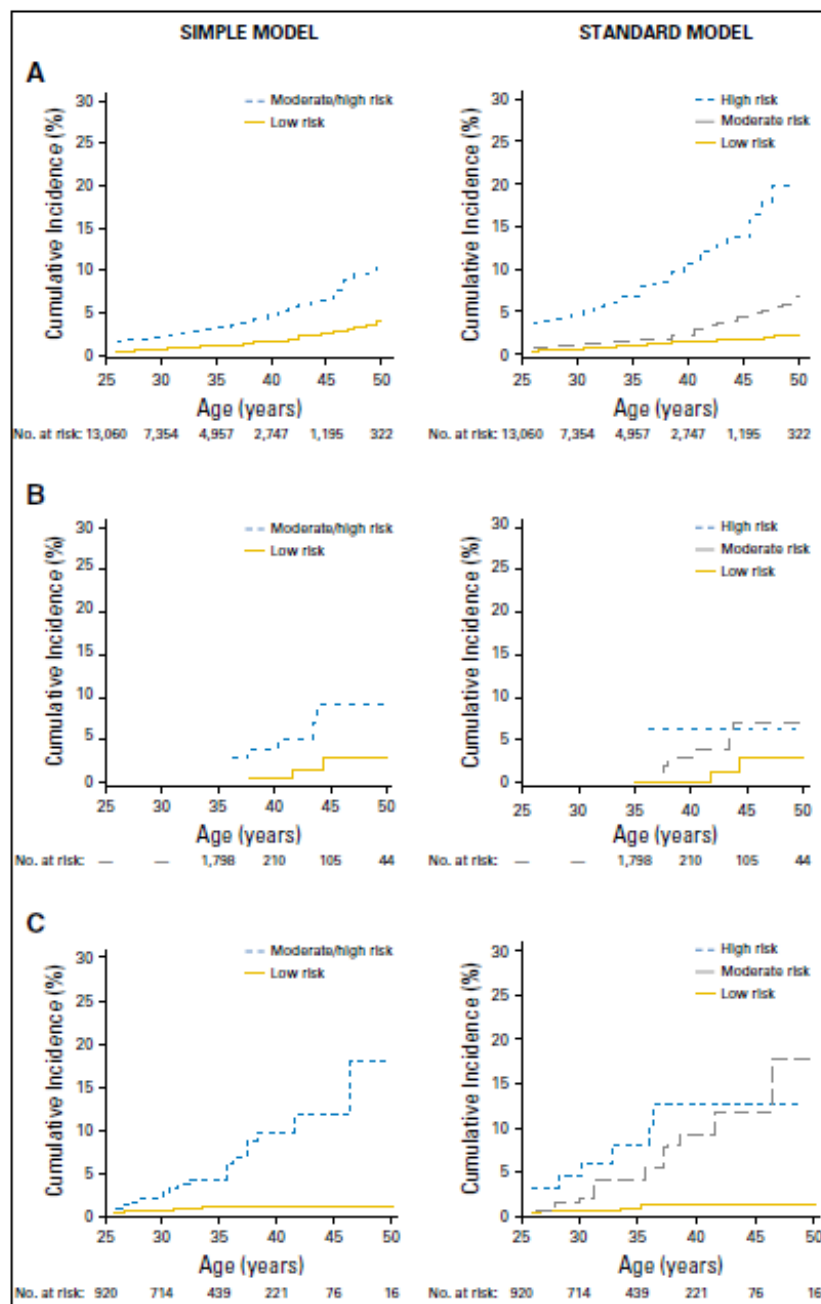 SIMPLE MODEL
STANDARD MODEL
A
Cumulative Incidence (%)
30
25
20
15
10
5
0
Moderate/high risk
Low risk
25 30 35 40 45 50
Age (years)
No. at risk: 13,060 7,354 4,957 2,747 1,195 322
Cumulative Incidence (%)
30
25
20
15
10
5
0
High risk
Moderate risk
Low risk
25 30 35 40 45 50
Age (years)
No. at risk: 13,060 7,354 4,957 2,747 1,195 322
B
Cumulative Incidence (%)
30
25
20
15
10
5
0
Moderate/high risk
Low risk
25 30 35 40 45 50
Age (years)
No. at risk: — — 1,798 210 105 44
Cumulative Incidence (%)
30
25
20
15
10
5
0
High risk
Moderate risk
Low risk
25 30 35 40 45 50
Age (years)
No. at risk: — — 1,798 210 105 44
C
Cumulative Incidence (%)
30
25
20
15
10
5
0
Moderate/high risk
Low risk
25 30 35 40 45 50
Age (years)
No. at risk: 920 714 439 221 76 16
Cumulative Incidence (%)
30
25
20
15
10
5
0
High risk
Moderate risk
Low risk
25 30 35 40 45 50
Age (years)
No. at risk: 920 714 439 221 76 16